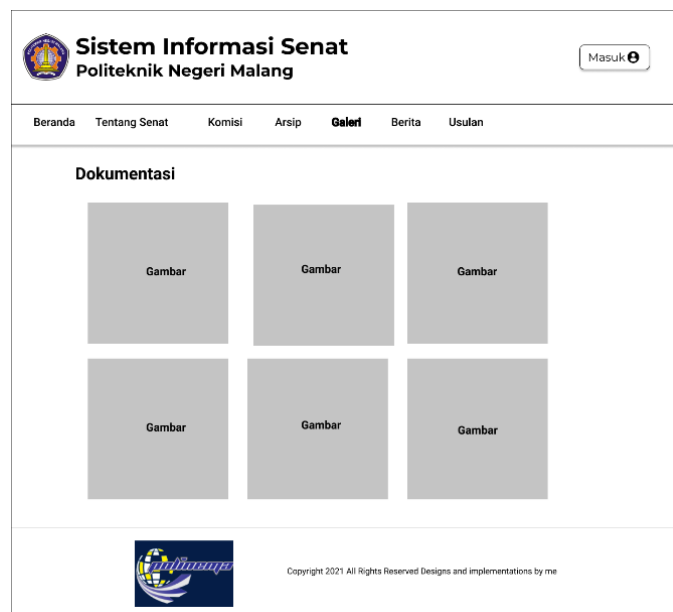 Sistem Informasi Senat
Politeknik Negeri Malang
Masuk
Beranda Tentang Senat Komisi Arsip Galeri Berita Usulan
Dokumentasi
Gambar Gambar Gambar
Gambar Gambar Gambar
polinema
Copyright 2021 All Rights Reserved Designs and implementations by me